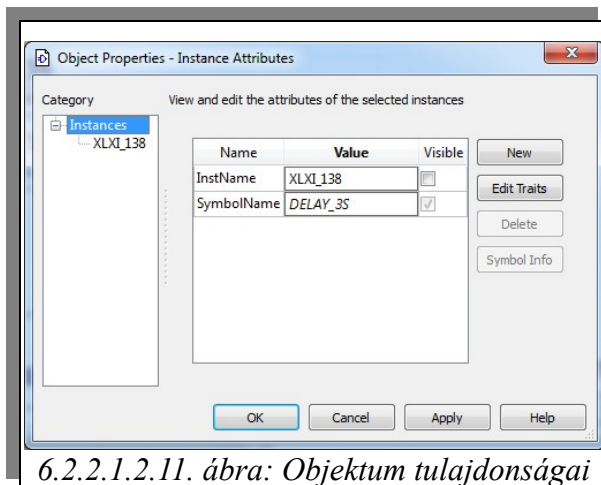 Object Properties - Instance Attributes
Category
View and edit the attributes of the selected instances
Instances
XLXI_138
Name Value Visible
InstName XLXI_138
SymbolName DELAY_3S
New
Edit Traits
Delete
Symbol Info
OK Cancel Apply Help
6.2.2.1.2.11. ábra: Objektum tulajdonságai